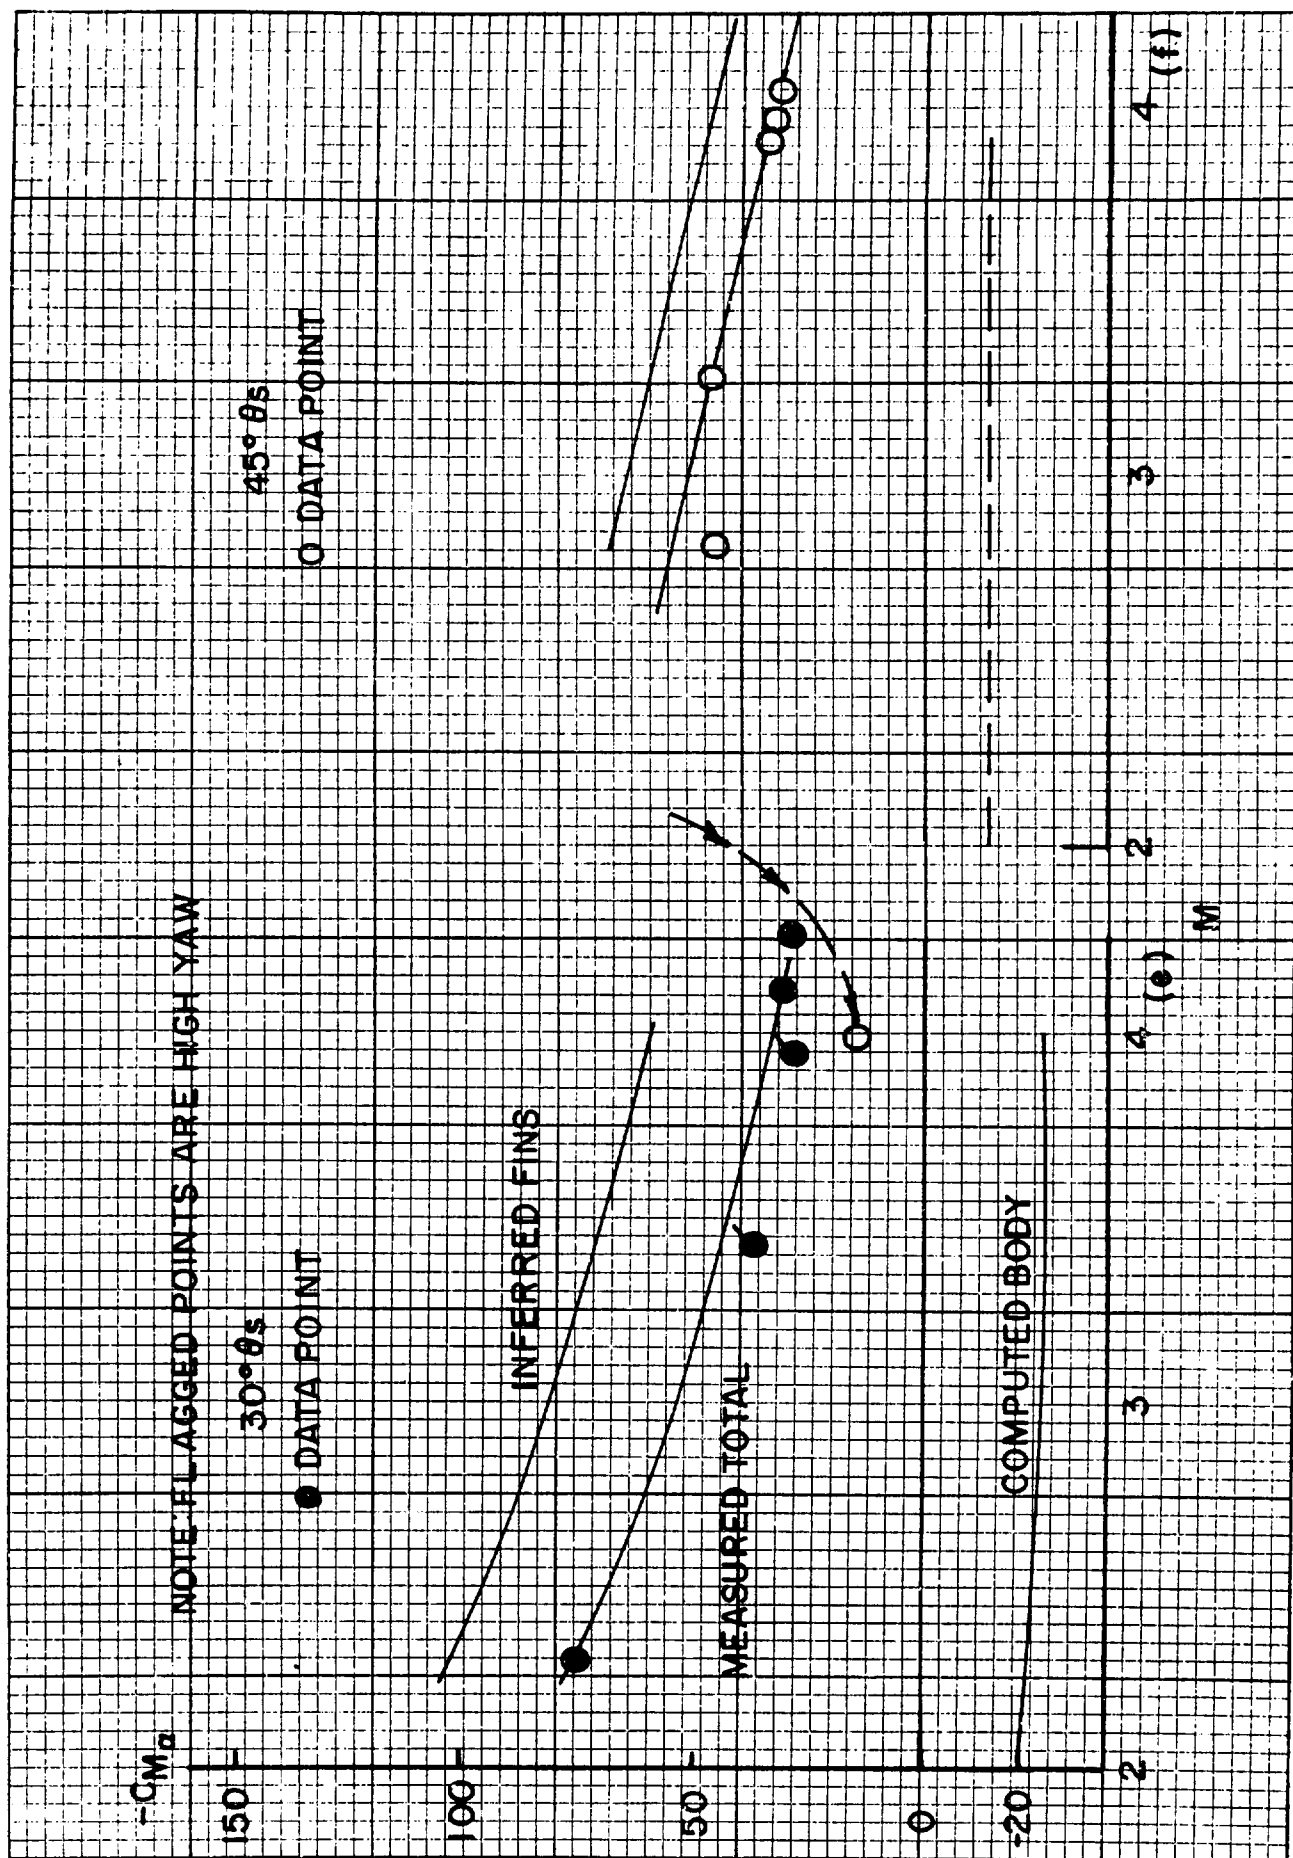 NOTE: FLAGGED POINTS ARE HIGH YAW
-CMα
30° θs
● DATA POINT
45° θs
O DATA POINT
150
100
50
0
-20
INFERRED FINS
MEASURED TOTAL
COMPUTED BODY
2
3
4
(e)
2
3
4
(f)
M